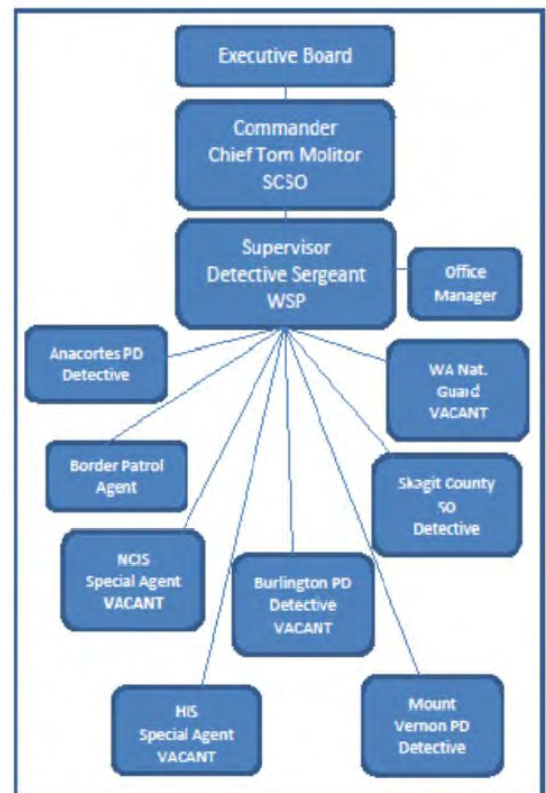 Executive Board
Commander
Chief Tom Molitor
SCSO
Supervisor
Detective Sergeant
WSP
Office
Manager
Anacortes PD
Detective
WA Nat.
Guard
VACANT
Border Patrol
Agent
Skagit County
SO
Detective
NCIS
Special Agent
VACANT
Burlington PD
Detective
VACANT
HIS
Special Agent
VACANT
Mount
Vernon PD
Detective